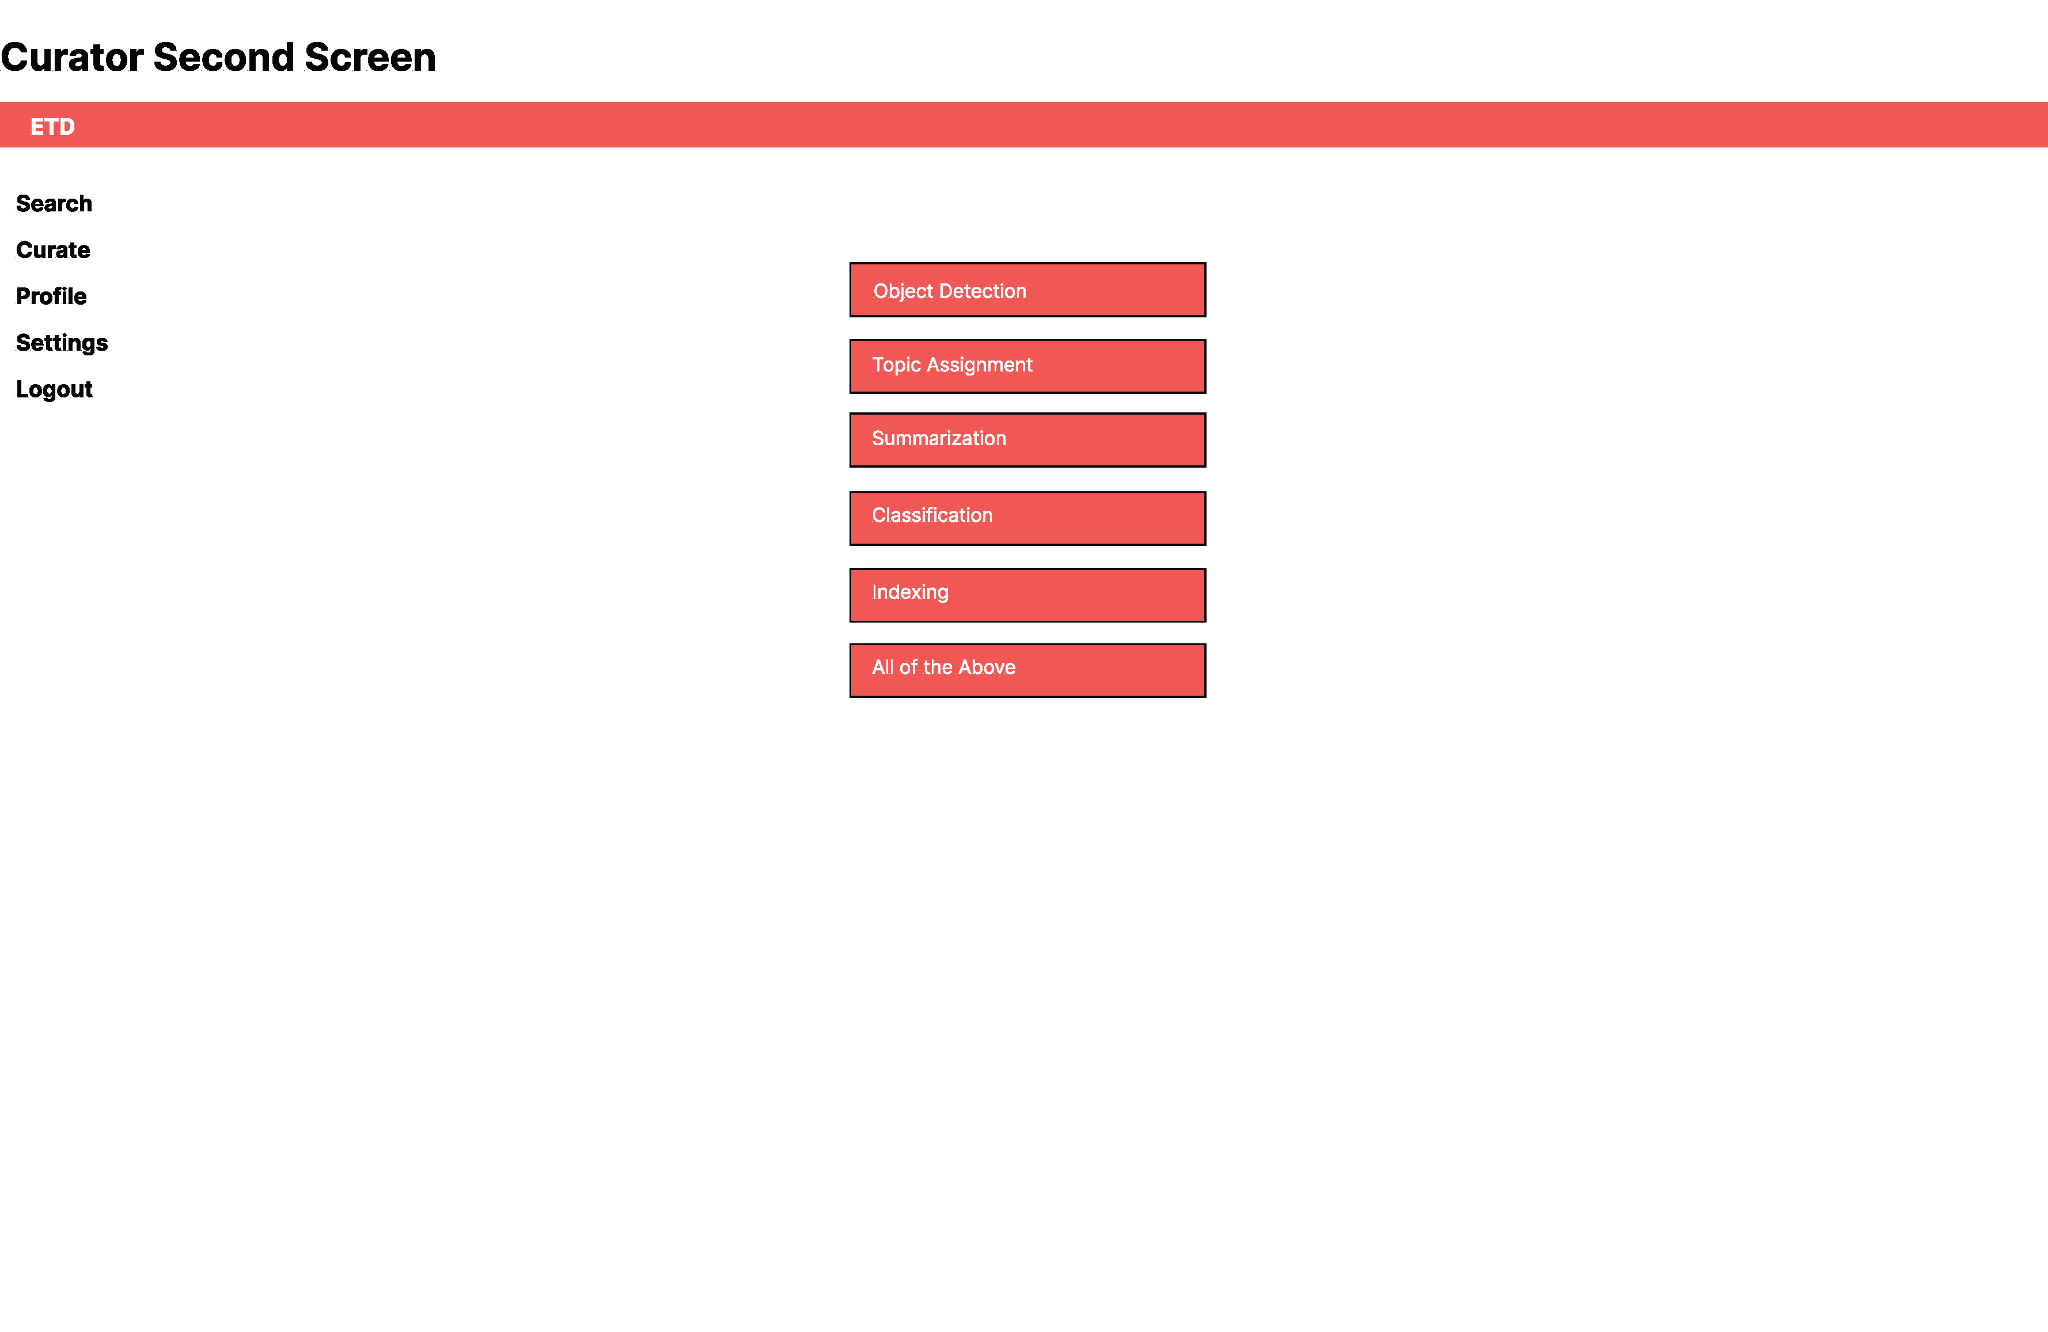 Curator Second Screen
ETD
Search
Curate
Profile
Settings
Logout
Object Detection
Topic Assignment
Summarization
Classification
Indexing
All of the Above